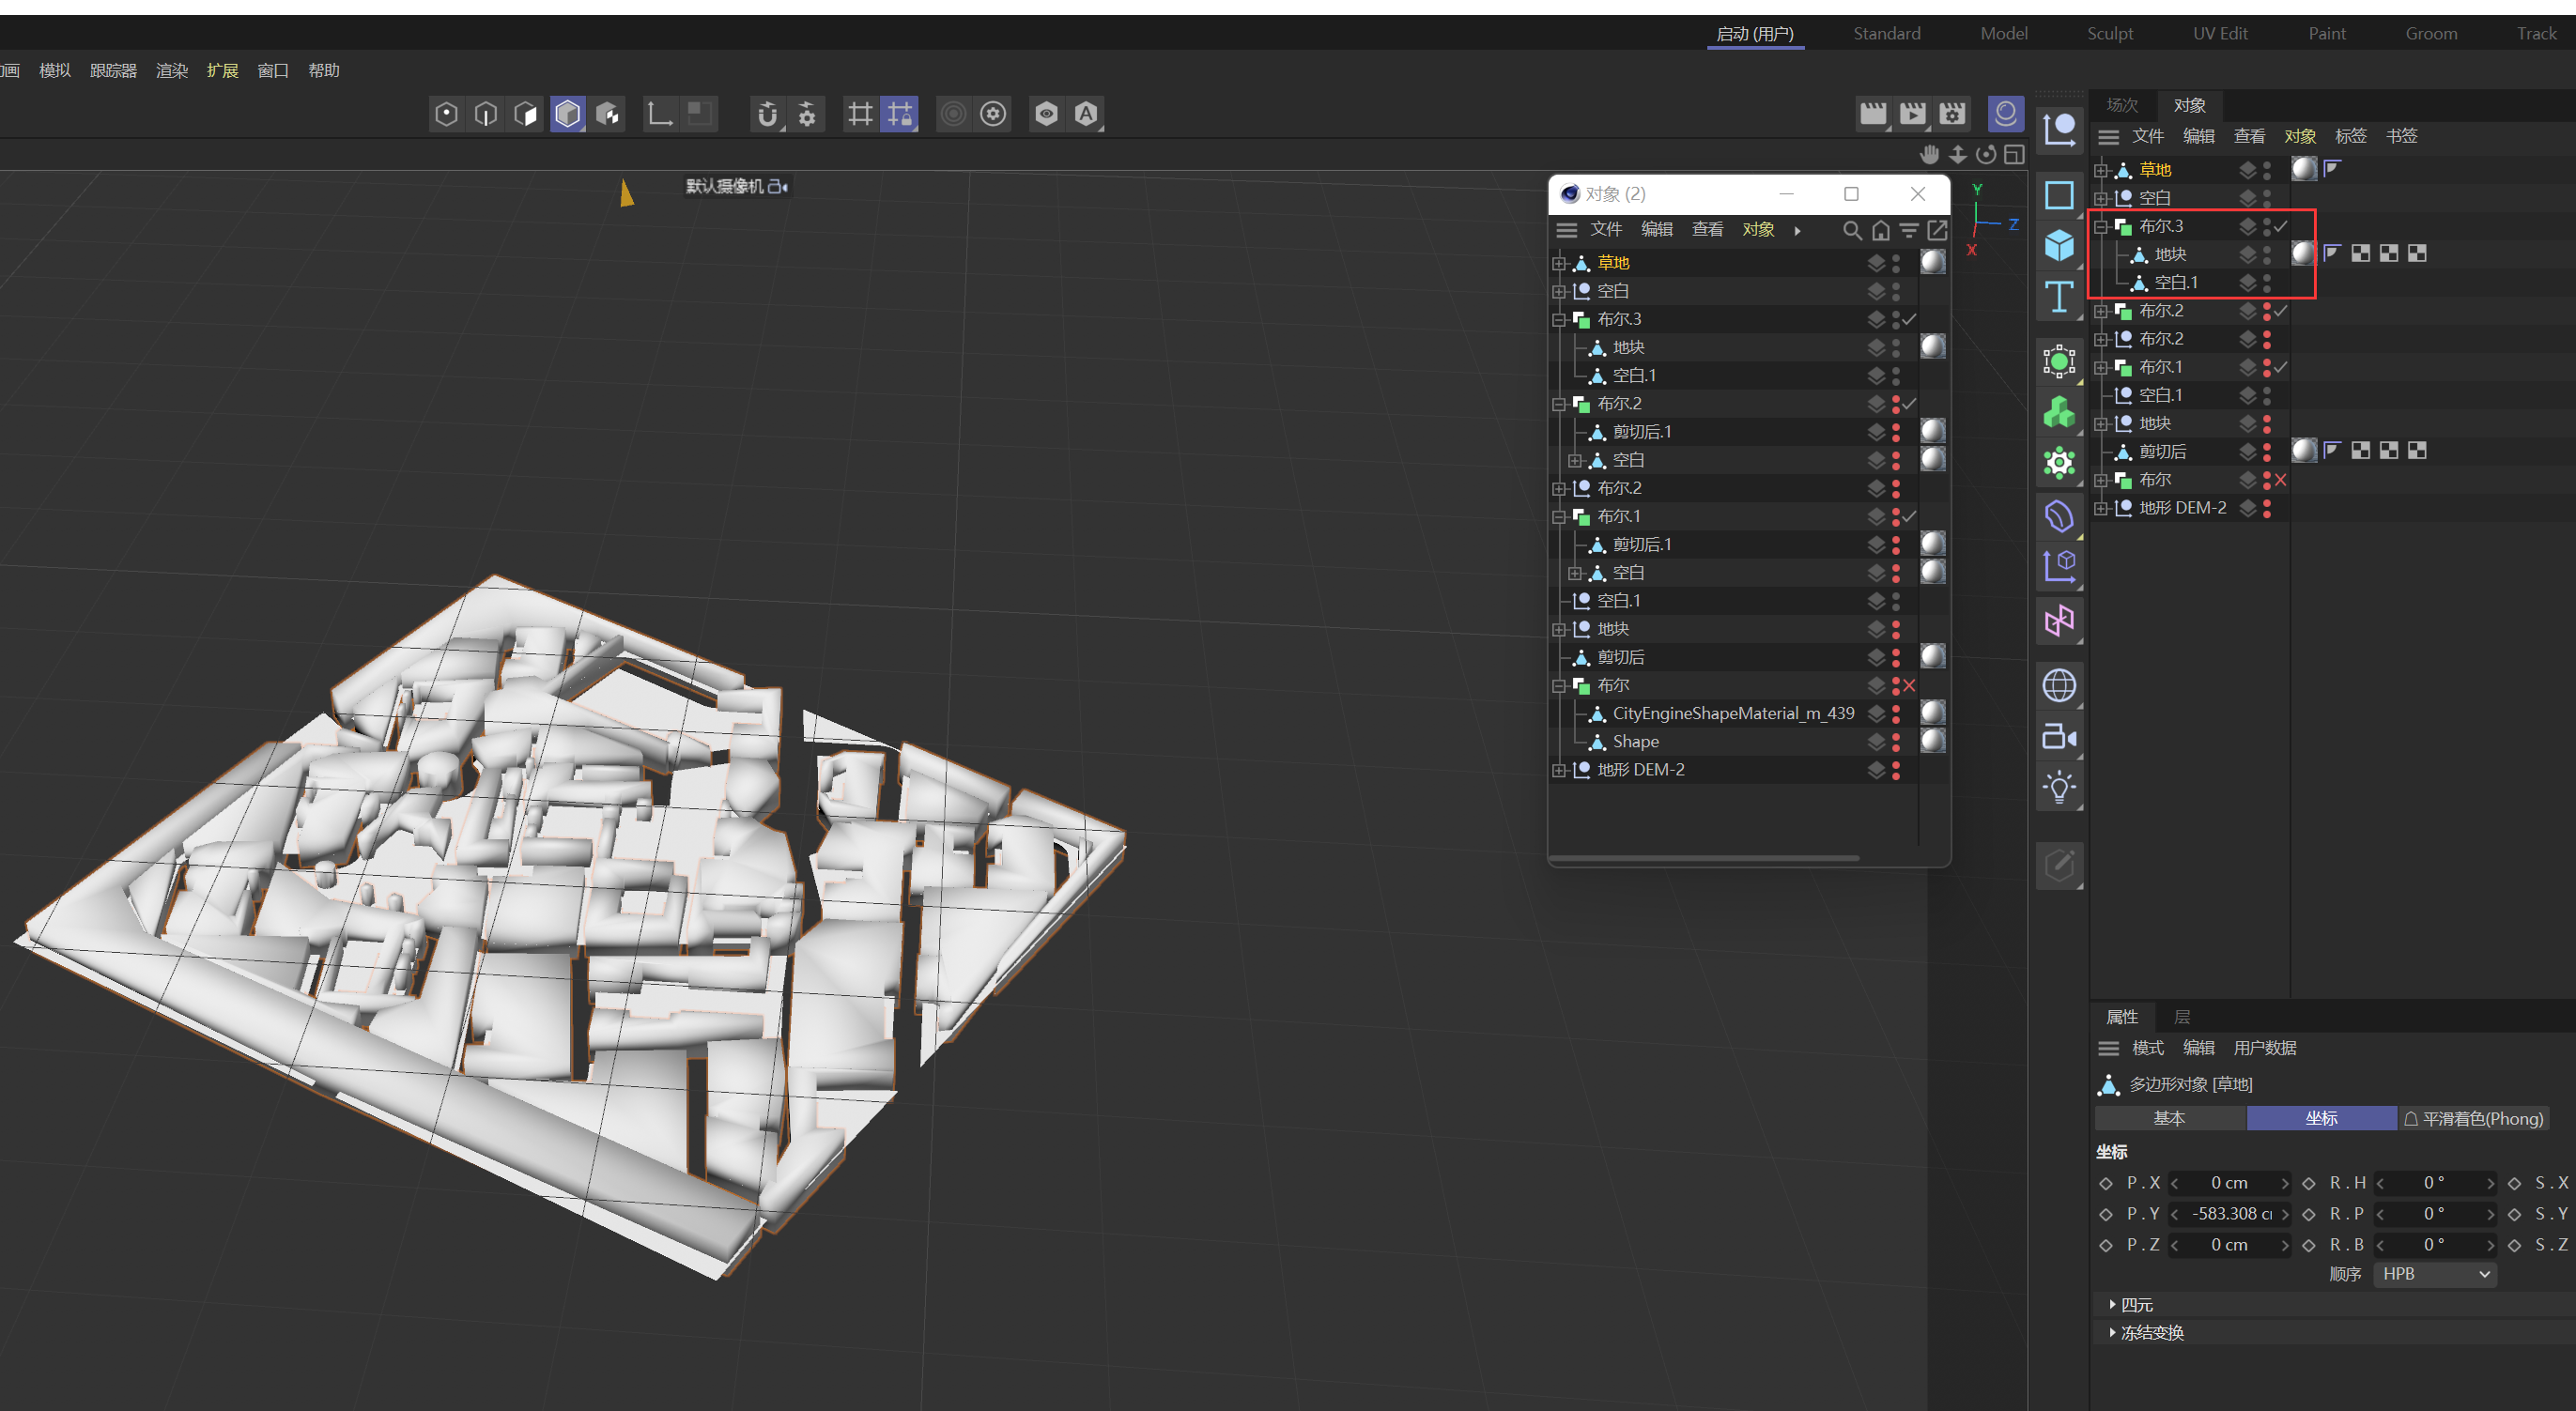 启动 (用户) Standard Model Sculpt UV Edit Paint Groom Track
动画 模拟 跟踪器 渲染 扩展 窗口 帮助
默认摄像机
场次 对象
文件 编辑 查看 对象 标签 书签
草地
空白
布尔.3
地块
空白.1
布尔.2
布尔.2
布尔.1
空白.1
地块
剪切后
布尔
地形 DEM-2
对象 (2)
文件 编辑 查看 对象
草地
空白
布尔.3
地块
空白.1
布尔.2
剪切后.1
空白
布尔.2
布尔.1
剪切后.1
空白
空白.1
地块
剪切后
布尔
CityEngineShapeMaterial_m_439
Shape
地形 DEM-2
Y
Z
X
属性 层
模式 编辑 用户数据
多边形对象 [草地]
基本 坐标 平滑着色(Phong)
坐标
P . X 0 cm R . H 0 ° S . X
P . Y -583.308 c R . P 0 ° S . Y
P . Z 0 cm R . B 0 ° S . Z
顺序 HPB
四元
冻结变换